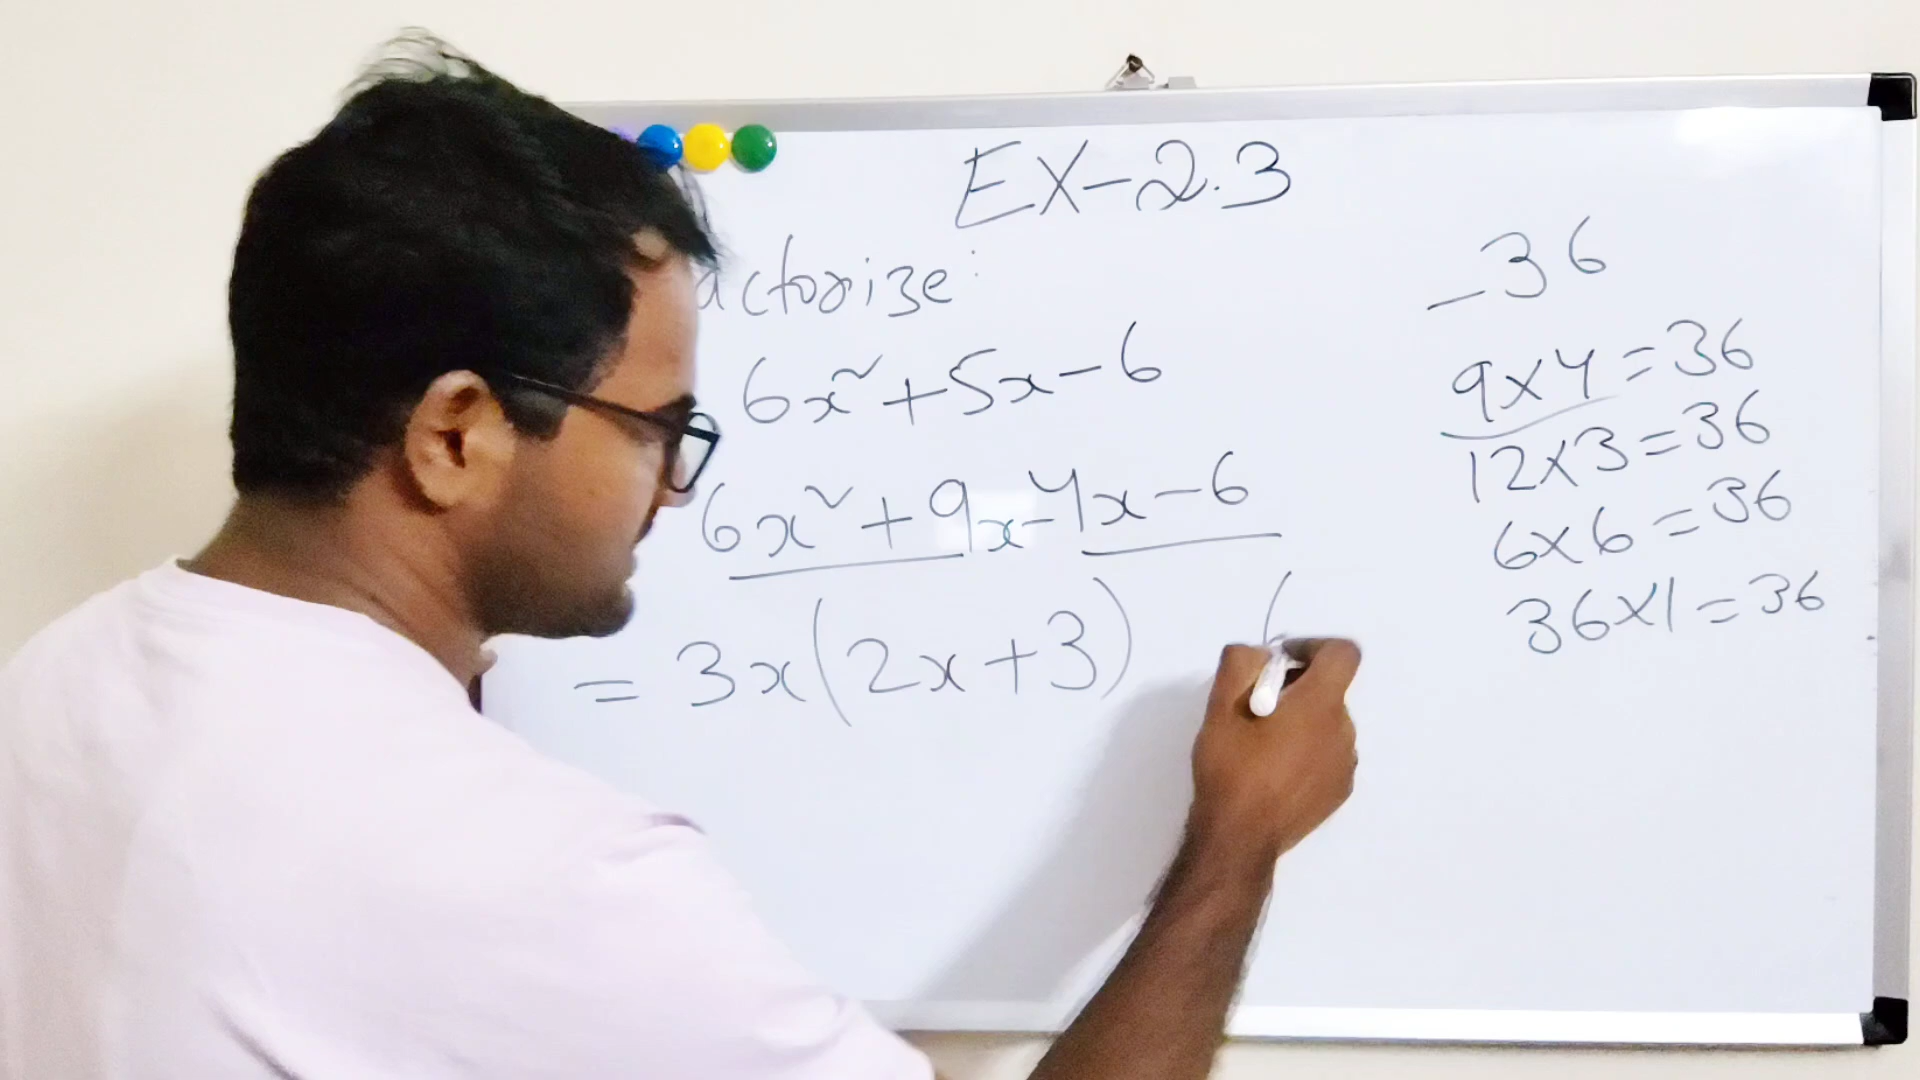 EX-2.3
actorize:
6x² + 5x - 6
6x² + 9x - 4x - 6
= 3x(2x+3) (
-36
9×4=36
12×3=36
6×6=36
36×1=36